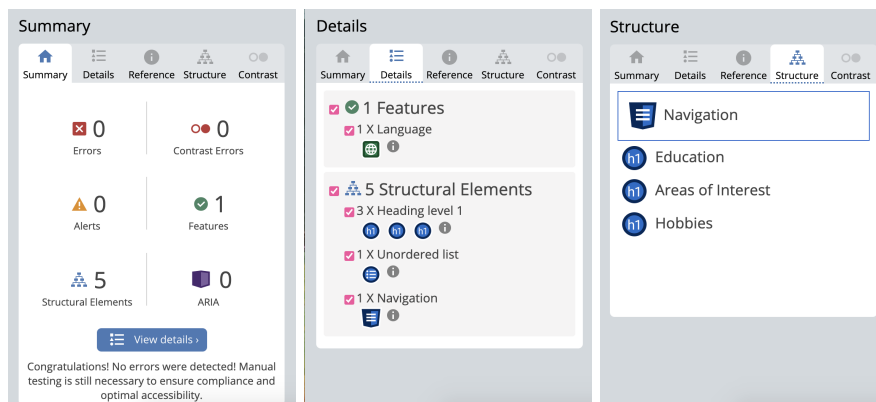 Summary
Summary Details Reference Structure Contrast
0 0
Errors Contrast Errors
0 1
Alerts Features
5 0
Structural Elements ARIA
View details ›
Congratulations! No errors were detected! Manual
testing is still necessary to ensure compliance and
optimal accessibility.
Details
Summary Details Reference Structure Contrast
1 Features
1 X Language
5 Structural Elements
3 X Heading level 1
h1 h1 h1
1 X Unordered list
1 X Navigation
Structure
Summary Details Reference Structure Contrast
Navigation
h1 Education
h1 Areas of Interest
h1 Hobbies